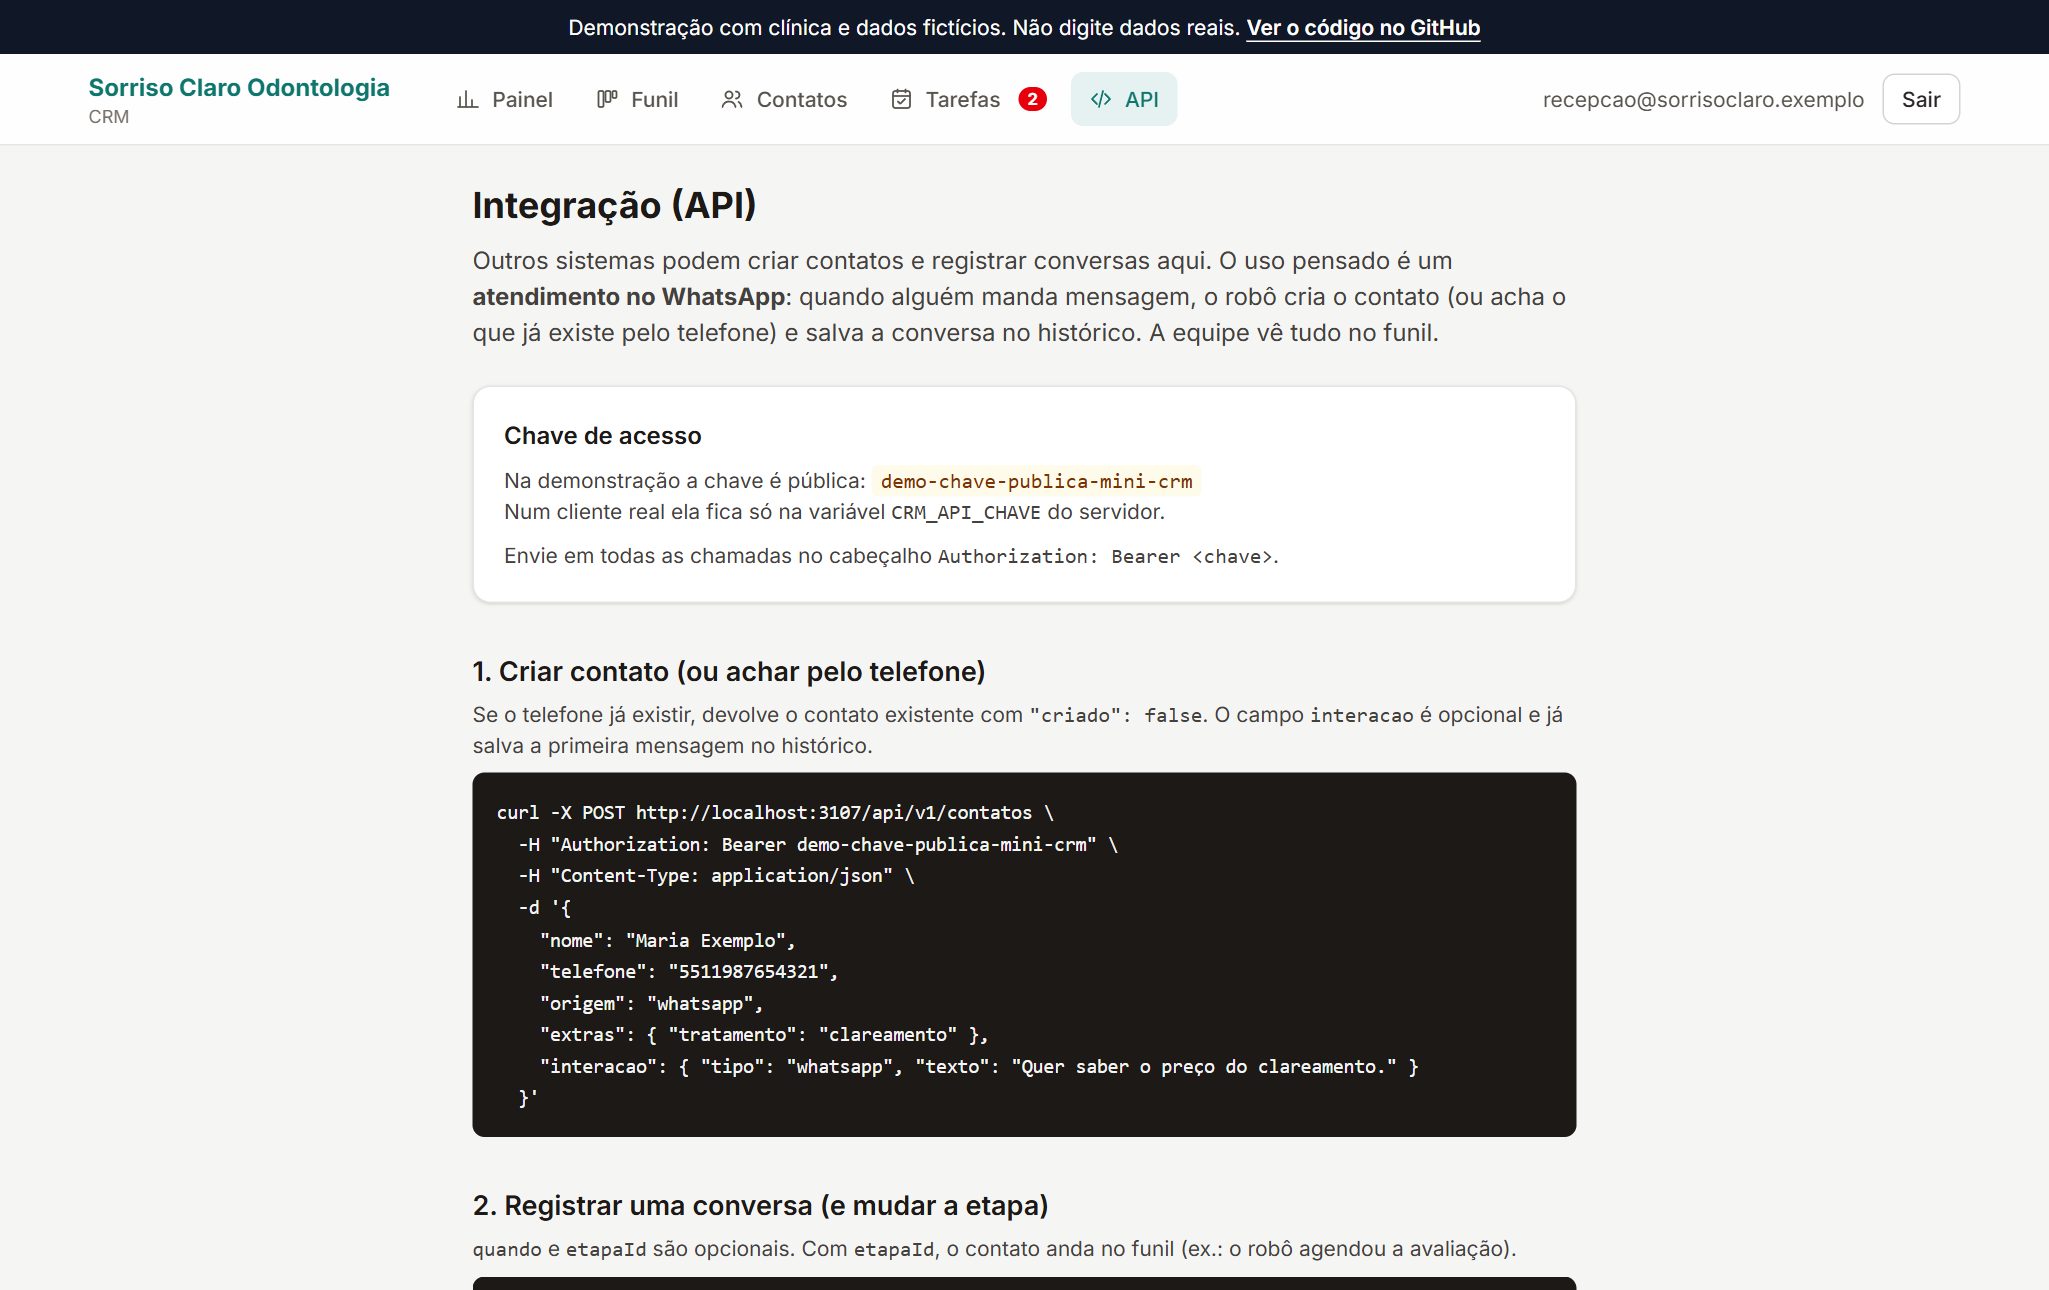 Demonstração com clínica e dados fictícios. Não digite dados reais. Ver o código no GitHub
Sorriso Claro Odontologia
CRM
Painel
Funil
Contatos
Tarefas 2
</> API
recepcao@sorrisoclaro.exemplo
Sair
Integração (API)
Outros sistemas podem criar contatos e registrar conversas aqui. O uso pensado é um
atendimento no WhatsApp: quando alguém manda mensagem, o robô cria o contato (ou acha o
que já existe pelo telefone) e salva a conversa no histórico. A equipe vê tudo no funil.
Chave de acesso
Na demonstração a chave é pública: demo-chave-publica-mini-crm
Num cliente real ela fica só na variável CRM_API_CHAVE do servidor.
Envie em todas as chamadas no cabeçalho Authorization: Bearer <chave>.
1. Criar contato (ou achar pelo telefone)
Se o telefone já existir, devolve o contato existente com "criado": false. O campo interacao é opcional e já
salva a primeira mensagem no histórico.
curl -X POST http://localhost:3107/api/v1/contatos \
-H "Authorization: Bearer demo-chave-publica-mini-crm" \
-H "Content-Type: application/json" \
-d '{
"nome": "Maria Exemplo",
"telefone": "5511987654321",
"origem": "whatsapp",
"extras": { "tratamento": "clareamento" },
"interacao": { "tipo": "whatsapp", "texto": "Quer saber o preço do clareamento." }
}'
2. Registrar uma conversa (e mudar a etapa)
quando e etapaId são opcionais. Com etapaId, o contato anda no funil (ex.: o robô agendou a avaliação).